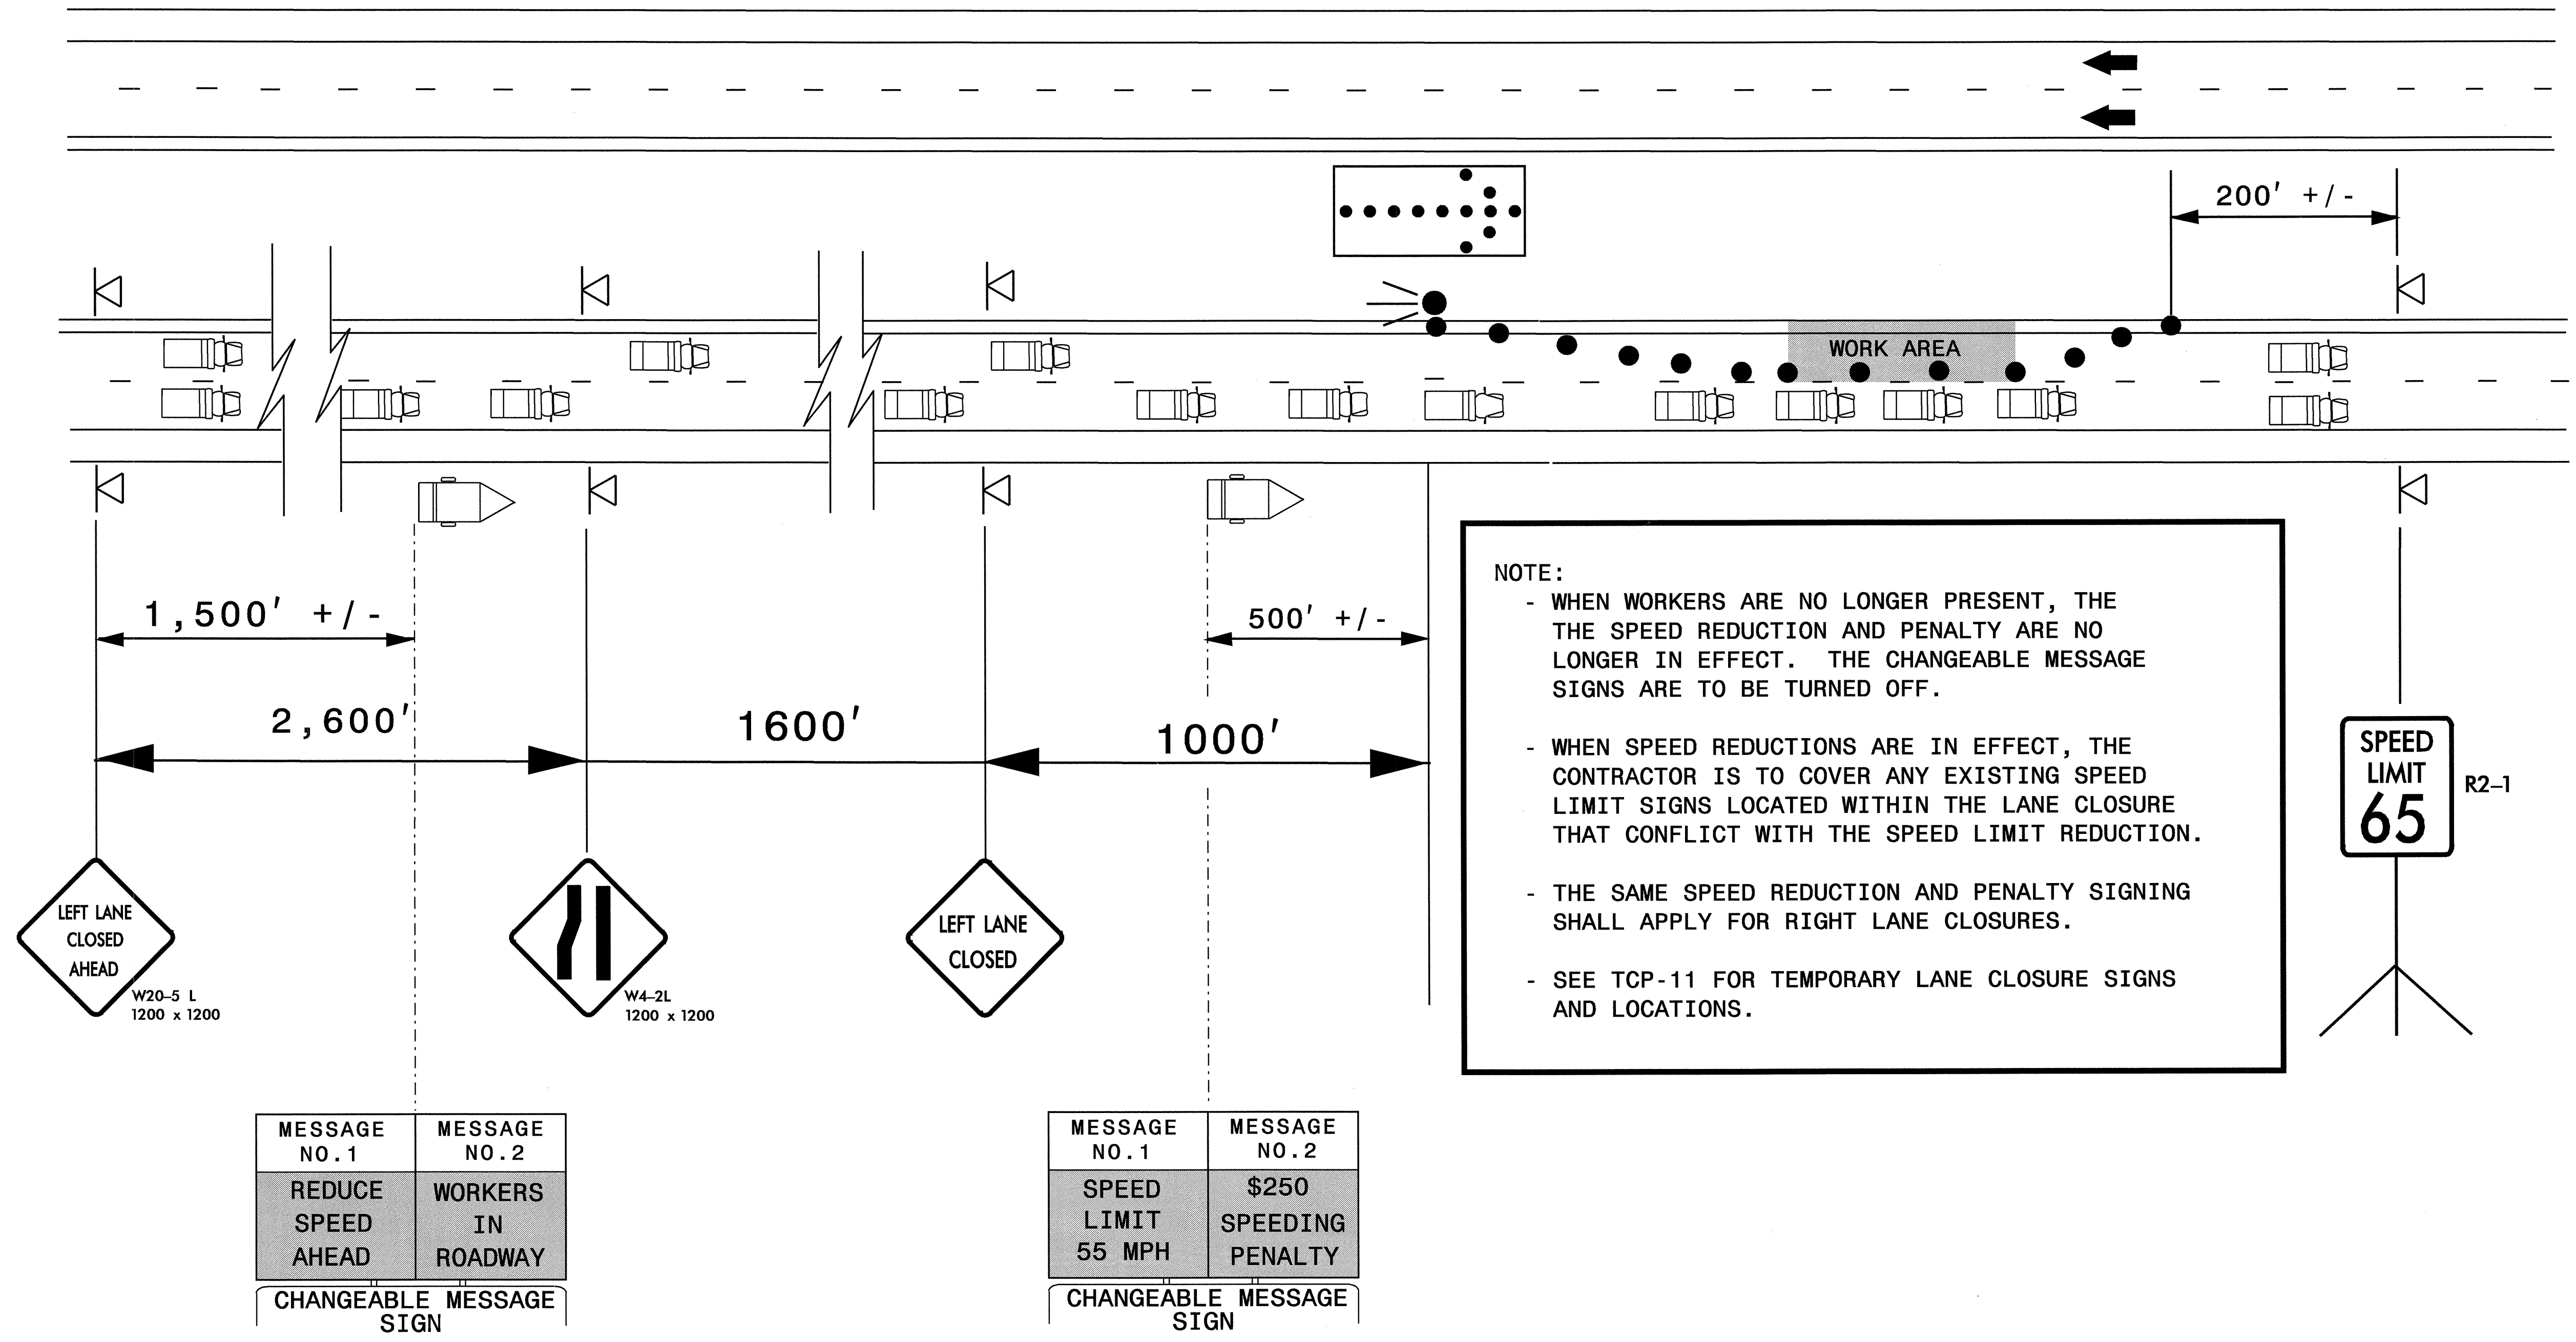 200' +/-
WORK AREA
1,500' +/-
500' +/-
2,600'
1600'
1000'
NOTE:
- WHEN WORKERS ARE NO LONGER PRESENT, THE
THE SPEED REDUCTION AND PENALTY ARE NO
LONGER IN EFFECT. THE CHANGEABLE MESSAGE
SIGNS ARE TO BE TURNED OFF.
- WHEN SPEED REDUCTIONS ARE IN EFFECT, THE
CONTRACTOR IS TO COVER ANY EXISTING SPEED
LIMIT SIGNS LOCATED WITHIN THE LANE CLOSURE
THAT CONFLICT WITH THE SPEED LIMIT REDUCTION.
- THE SAME SPEED REDUCTION AND PENALTY SIGNING
SHALL APPLY FOR RIGHT LANE CLOSURES.
- SEE TCP-11 FOR TEMPORARY LANE CLOSURE SIGNS
AND LOCATIONS.
SPEED
LIMIT
65
R2-1
LEFT LANE
CLOSED
AHEAD
W20-5 L
1200 x 1200
W4-2L
1200 x 1200
LEFT LANE
CLOSED
MESSAGE
NO.1
MESSAGE
NO.2
REDUCE
SPEED
AHEAD
WORKERS
IN
ROADWAY
CHANGEABLE MESSAGE
SIGN
MESSAGE
NO.1
MESSAGE
NO.2
SPEED
LIMIT
55 MPH
$250
SPEEDING
PENALTY
CHANGEABLE MESSAGE
SIGN